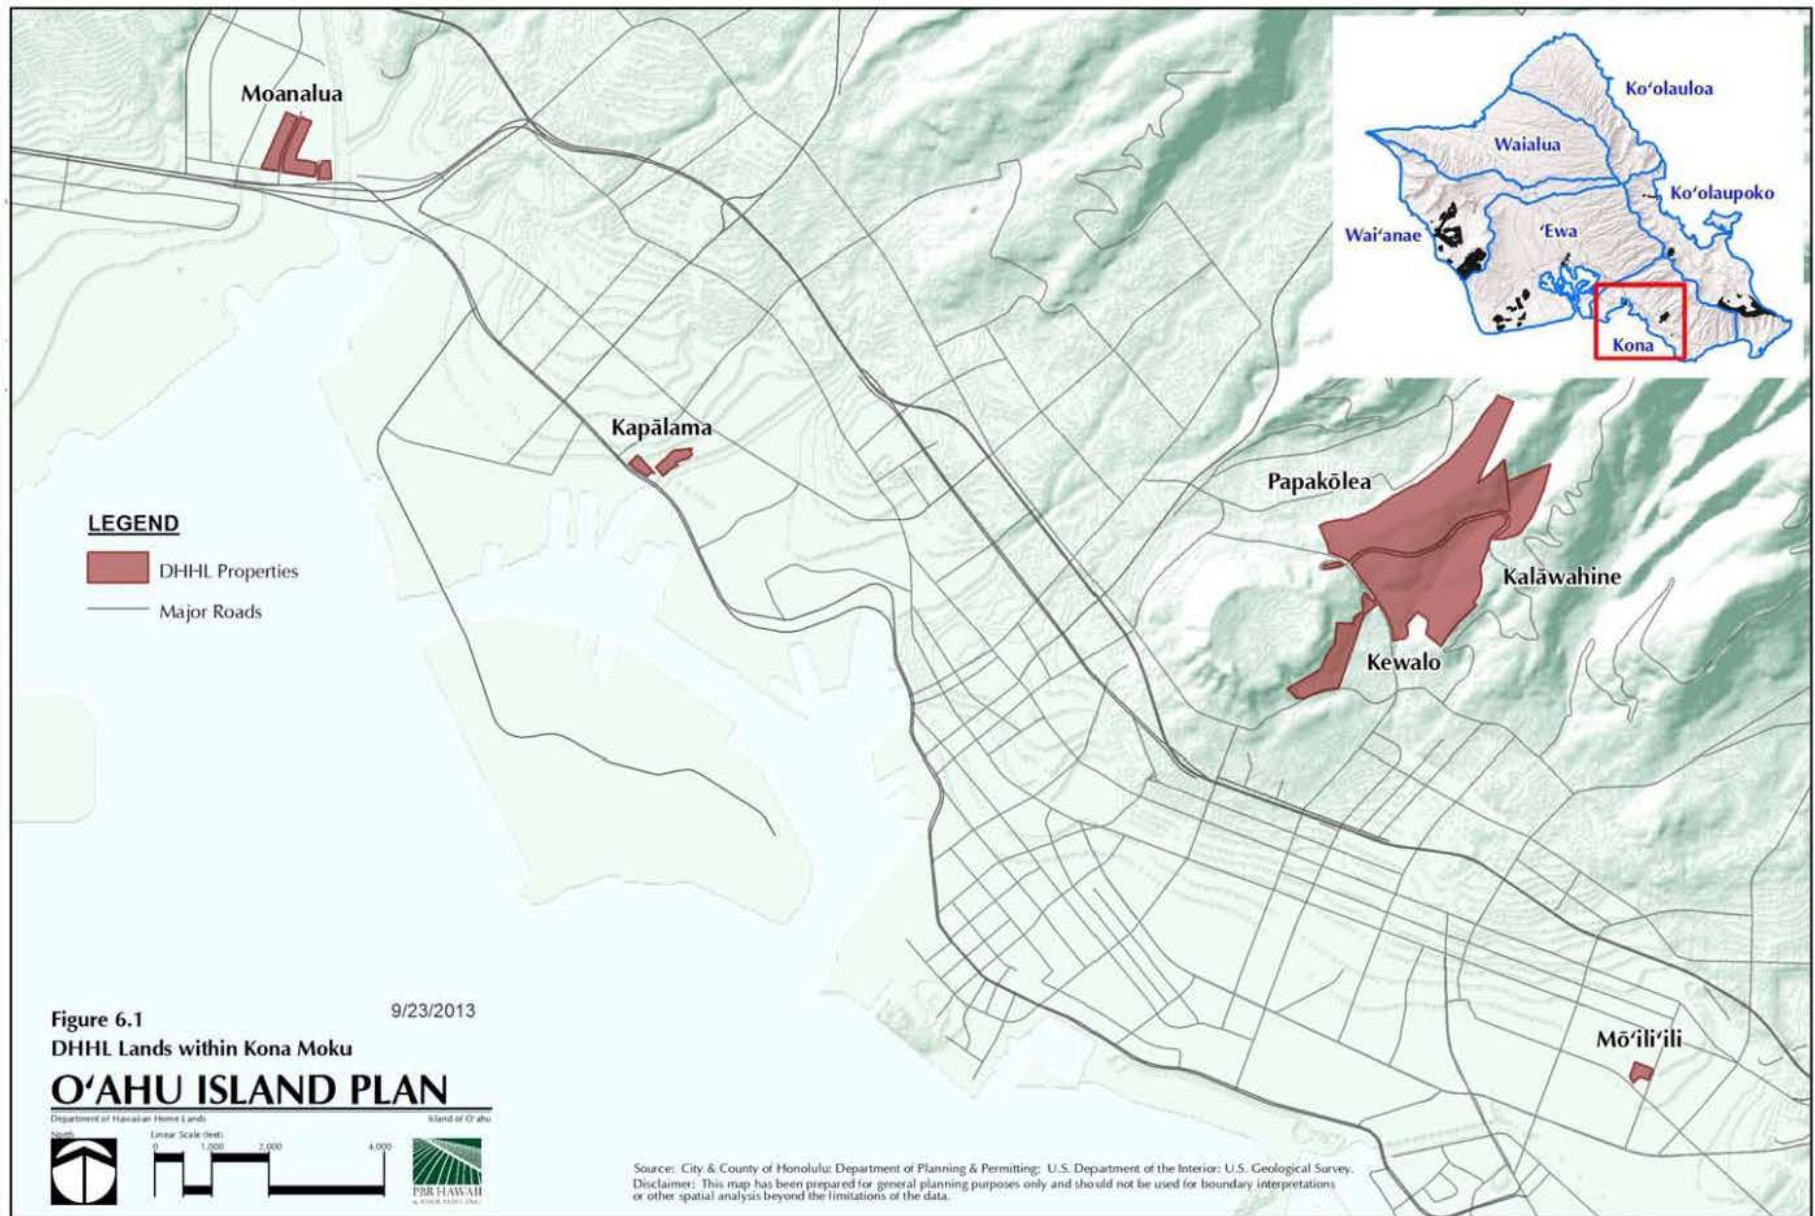 Moanalua
Koʻolauloa
Waialua
Koʻolaupoko
Waiʻanae
ʻEwa
Kona
Kapālama
Papakōlea
Kalāwahine
Kewalo
LEGEND
DHHL Properties
Major Roads
Moʻiliʻili
Figure 6.1
9/23/2013
DHHL Lands within Kona Moku
OʻAHU ISLAND PLAN
Department of Hawaiian Home Lands
Island of Oʻahu
North
Linear Scale (feet)
0 1,000 2,000 4,000
PBR HAWAII
& ASSOCIATES, INC.
Source: City & County of Honolulu: Department of Planning & Permitting; U.S. Department of the Interior: U.S. Geological Survey.
Disclaimer: This map has been prepared for general planning purposes only and should not be used for boundary interpretations
or other spatial analysis beyond the limitations of the data.